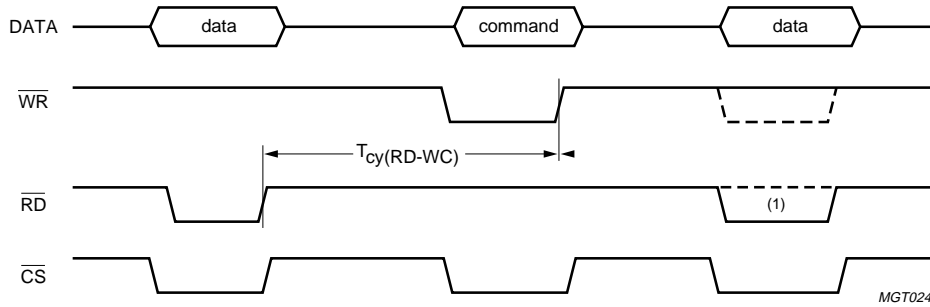 DATA data command data
WR
Tcy(RD-WC)
RD (1)
CS
MGT024